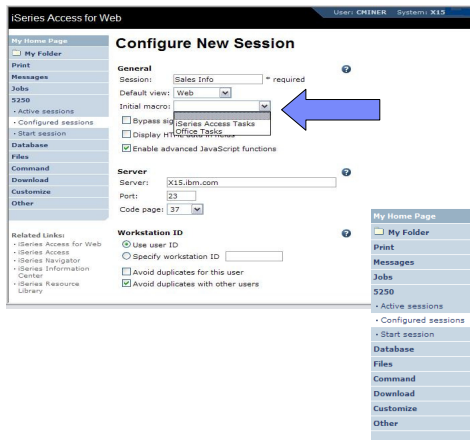 iSeries Access for Web
User: CMINER System: X15
My Home Page
My Folder
Print
Messages
Jobs
5250
• Active sessions
• Configured sessions
• Start session
Database
Files
Command
Download
Customize
Other
Related Links:
• iSeries Access for Web
• iSeries Access
• iSeries Navigator
• iSeries Information Center
• iSeries Resource Library
Configure New Session
General
Session: Sales Info * required
Default view: Web
Initial macro:
iSeries Access Tasks
Office Tasks
Bypass sig
Display HTML data in fields
Enable advanced JavaScript functions
Server
Server: X15.ibm.com
Port: 23
Code page: 37
Workstation ID
Use user ID
Specify workstation ID
Avoid duplicates for this user
Avoid duplicates with other users
My Home Page
My Folder
Print
Messages
Jobs
5250
• Active sessions
• Configured sessions
• Start session
Database
Files
Command
Download
Customize
Other